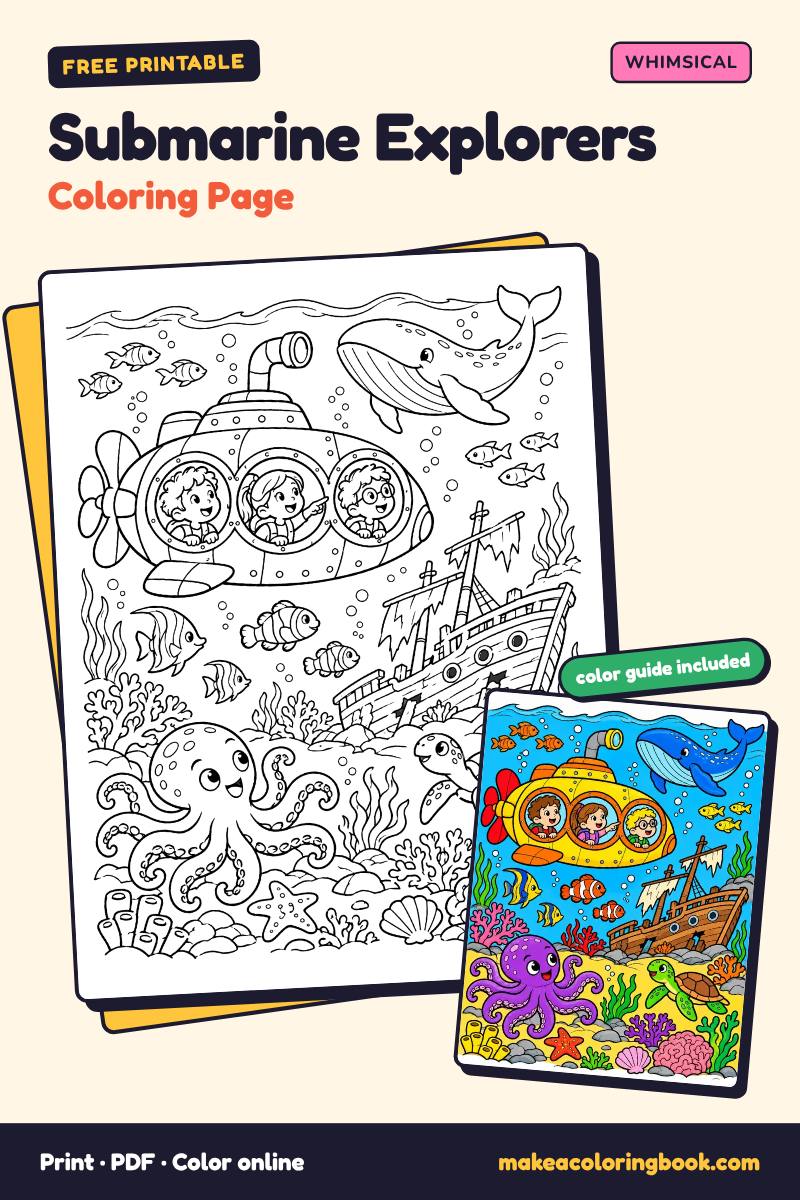 FREE PRINTABLE
WHIMSICAL
Submarine Explorers
Coloring Page
color guide included
Print · PDF · Color online
makeacoloringbook.com